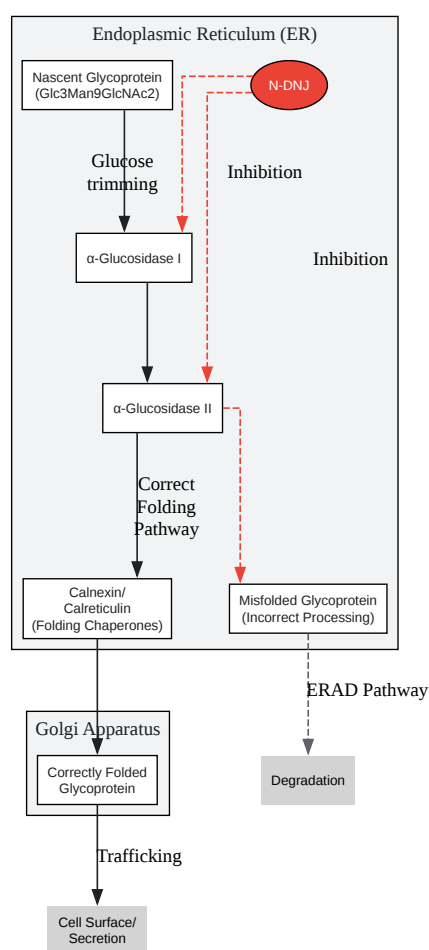 Endoplasmic Reticulum (ER)
Nascent Glycoprotein
(Glc3Man9GlcNAc2)
N-DNJ
Glucose
trimming
Inhibition
α-Glucosidase I
Inhibition
α-Glucosidase II
Correct
Folding
Pathway
Calnexin/
Calreticulin
(Folding Chaperones)
Misfolded Glycoprotein
(Incorrect Processing)
ERAD Pathway
Golgi Apparatus
Correctly Folded
Glycoprotein
Degradation
Trafficking
Cell Surface/
Secretion